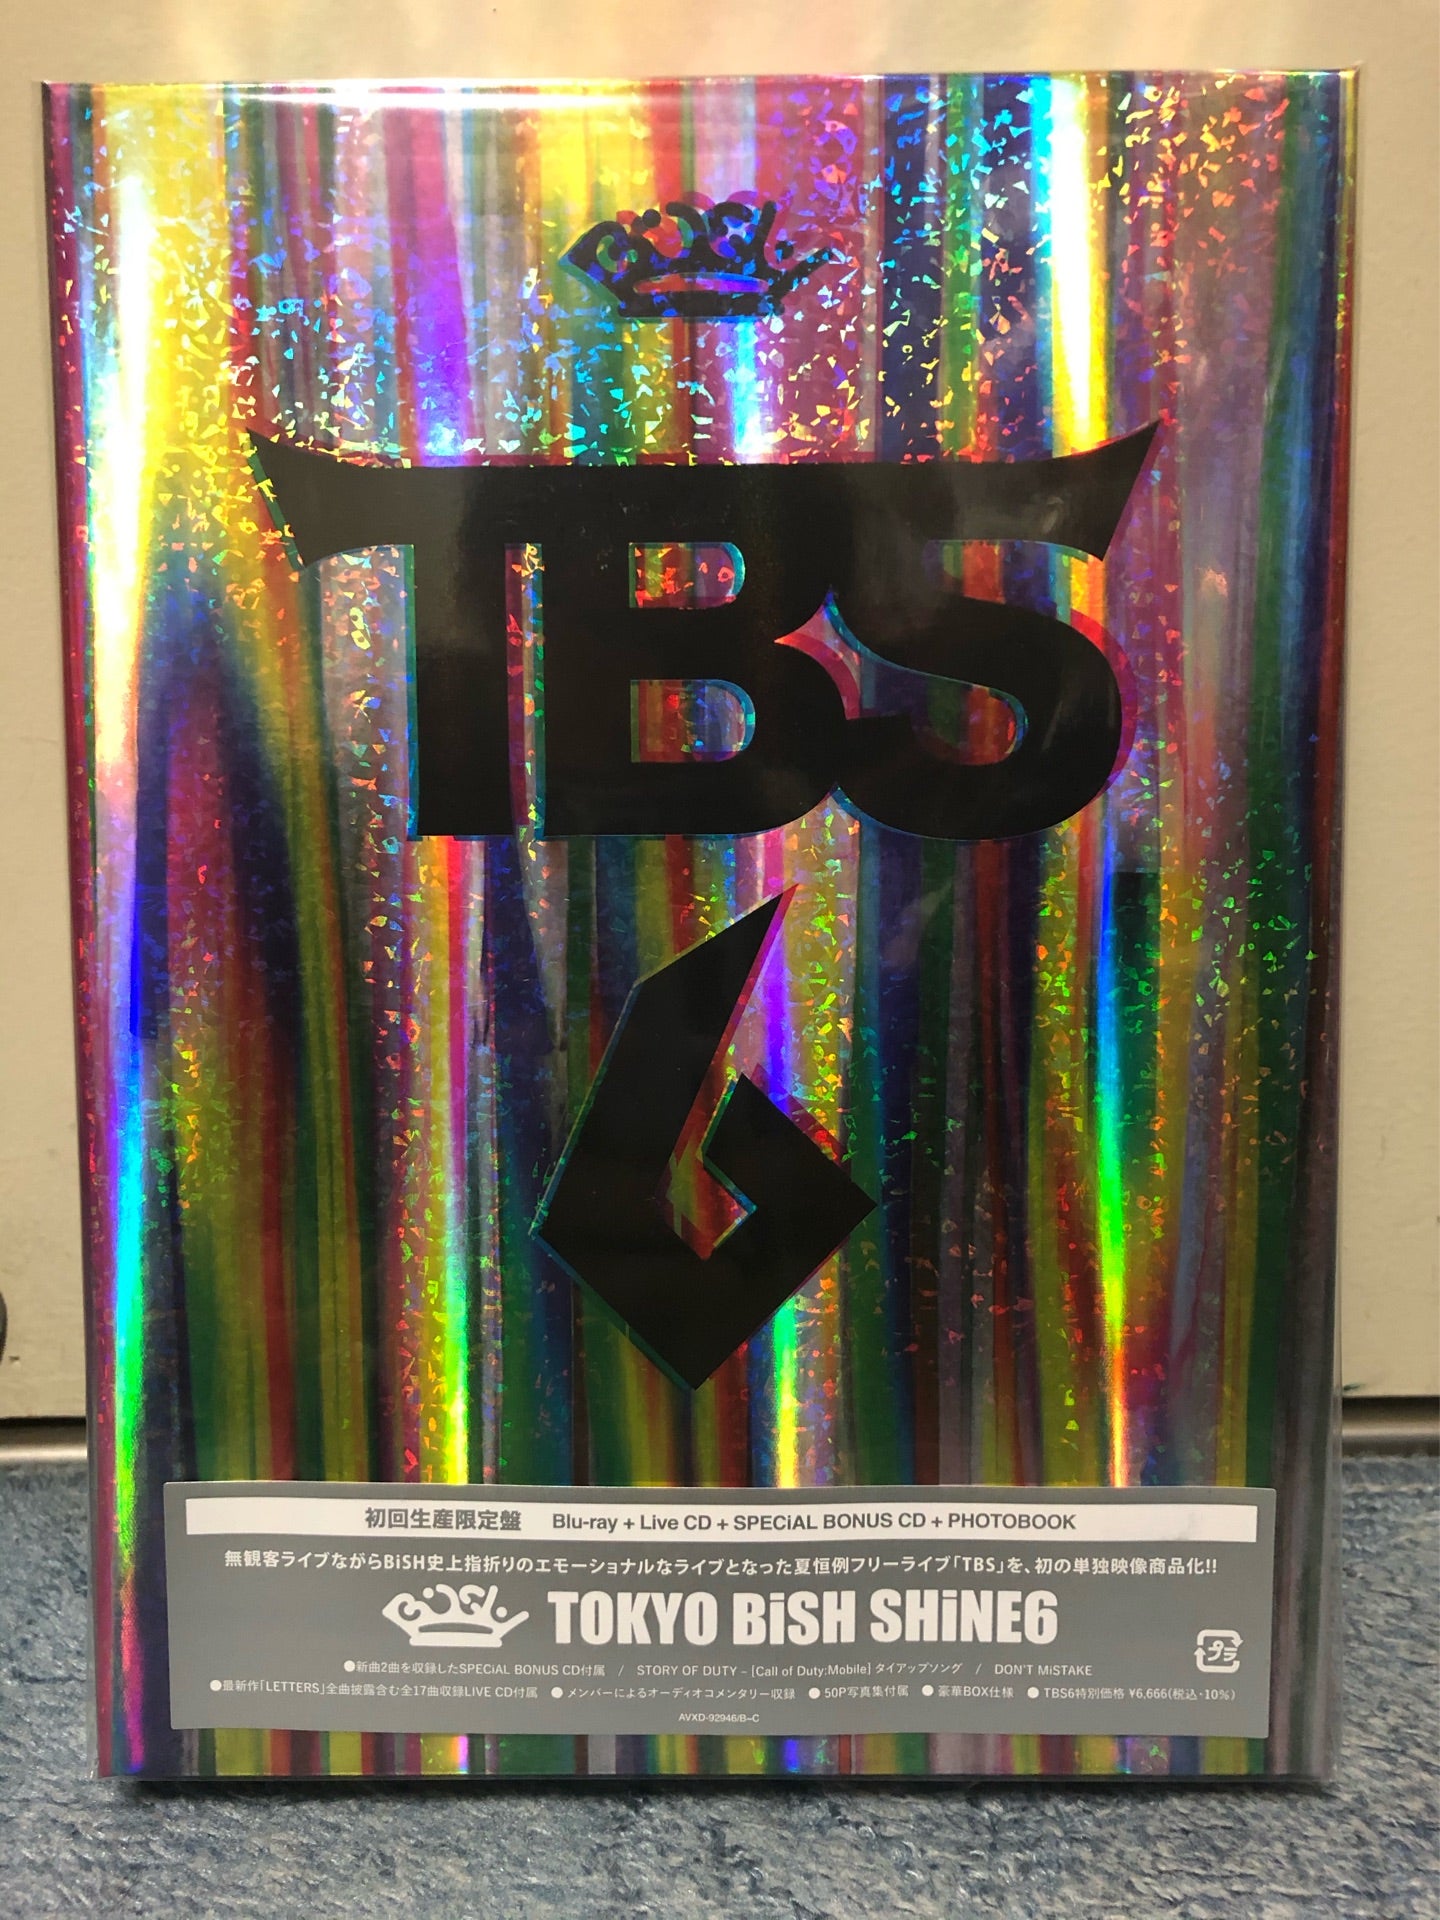 BiSH
TBS
6
初回生産限定盤 Blu-ray + Live CD + SPECiAL BONUS CD + PHOTOBOOK
無観客ライブながらBiSH史上指折りのエモーショナルなライブとなった夏恒例フリーライブ「TBS」を、初の単独映像商品化!!
BiSH TOKYO BiSH SHiNE6
プラ
●新曲2曲を収録したSPECiAL BONUS CD付属 / STORY OF DUTY – [Call of Duty:Mobile] タイアップソング / DON'T MiSTAKE
●最新作「LETTERS」全曲披露含む全17曲収録LIVE CD付属 ●メンバーによるオーディオコメンタリー収録 ●50P写真集付属 ●豪華BOX仕様 ●TBS6特別価格 ¥6,666(税込・10%)
AVXD-92946/B~C